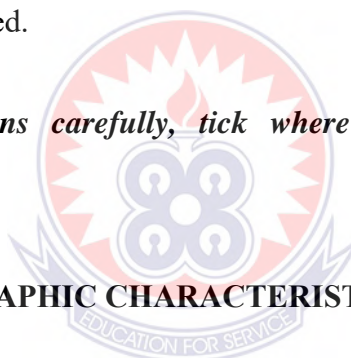 ed.
ns carefully, tick where
APHIC CHARACTERIST
EDUCATION FOR SERVICE